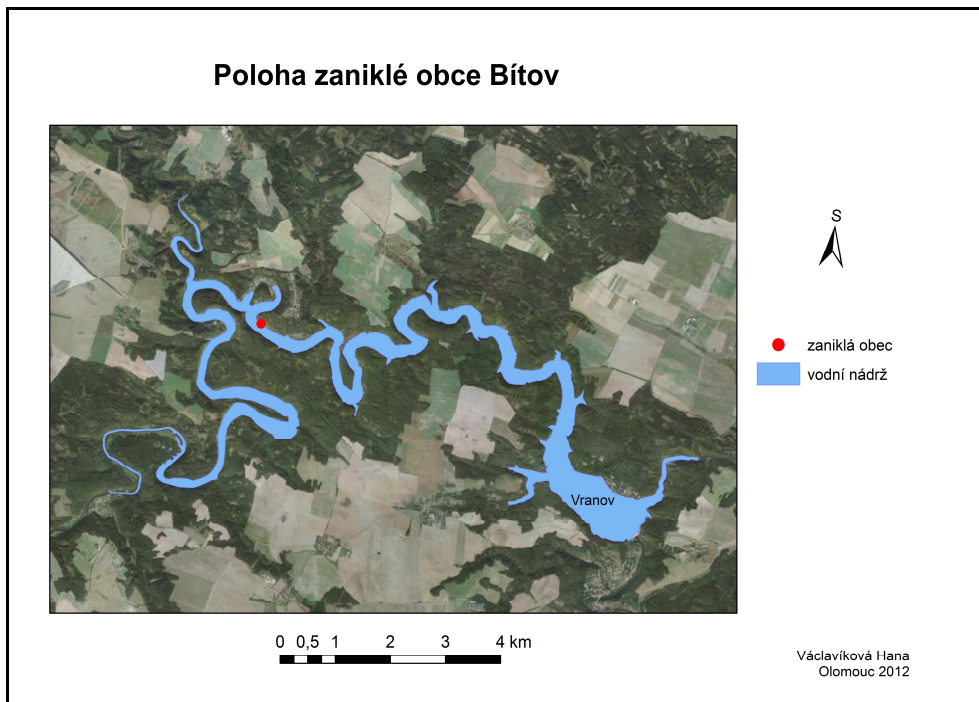 Poloha zaniklé obce Bítov
S
zaniklá obec
vodní nádrž
Vranov
0 0,5 1 2 3 4 km
Václavíková Hana
Olomouc 2012